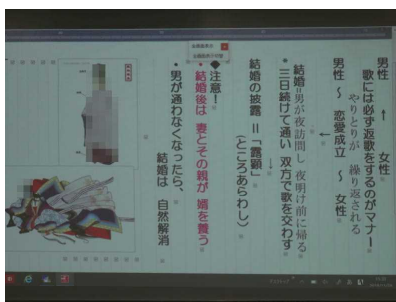 男性 ↑ 女性
歌には必ず返歌をするのがマナー
やりとりが 繰り返される
男性 ～ 恋愛成立 ～ 女性
↓
結婚=男が夜訪問し 夜明け前に帰る
・三日続けて通い 双方で歌を交わす
↓
結婚の披露 =「露顕」
(ところあらわし)
◆注意!
・結婚後は 妻とその親が 婿を養う
・男が通わなくなったら、
結婚は 自然解消